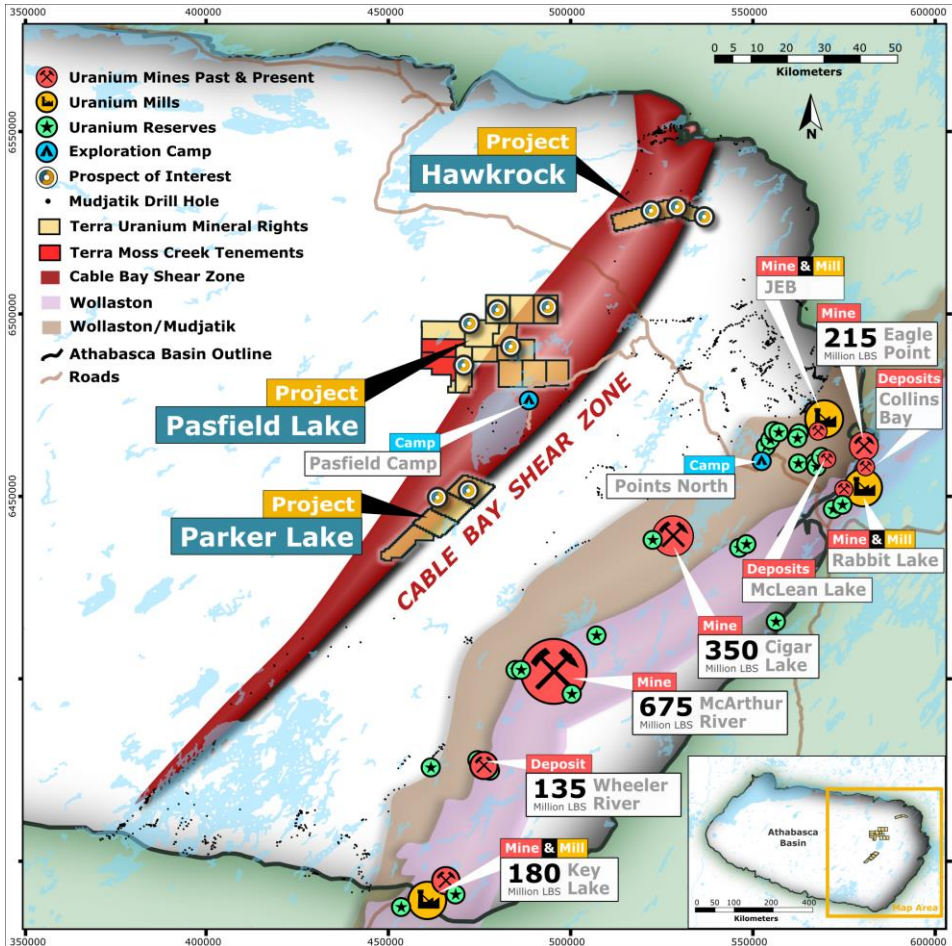 350000
400000
450000
500000
550000
600000
6550000
6500000
6450000
0 5 10 20 30 40 50
Kilometers
N
Uranium Mines Past & Present
Uranium Mills
Uranium Reserves
Exploration Camp
Prospect of Interest
Mudjatik Drill Hole
Terra Uranium Mineral Rights
Terra Moss Creek Tenements
Cable Bay Shear Zone
Wollaston
Wollaston/Mudjatik
Athabasca Basin Outline
Roads
Project
Hawkrock
Project
Pasfield Lake
Camp
Pasfield Camp
Project
Parker Lake
CABLE BAY SHEAR ZONE
Mine & Mill
JEB
Mine
215 Eagle
Million LBS Point
Deposits
Collins
Bay
Camp
Points North
Mine & Mill
Rabbit Lake
Deposits
McLean Lake
Mine
350 Cigar
Million LBS Lake
Mine
675 McArthur
Million LBS River
Deposit
135 Wheeler
Million LBS River
Mine & Mill
180 Key
Million LBS Lake
Athabasca
Basin
0 50 100 200 300 400
Kilometers
Map Area
350000
400000
450000
500000
550000
600000